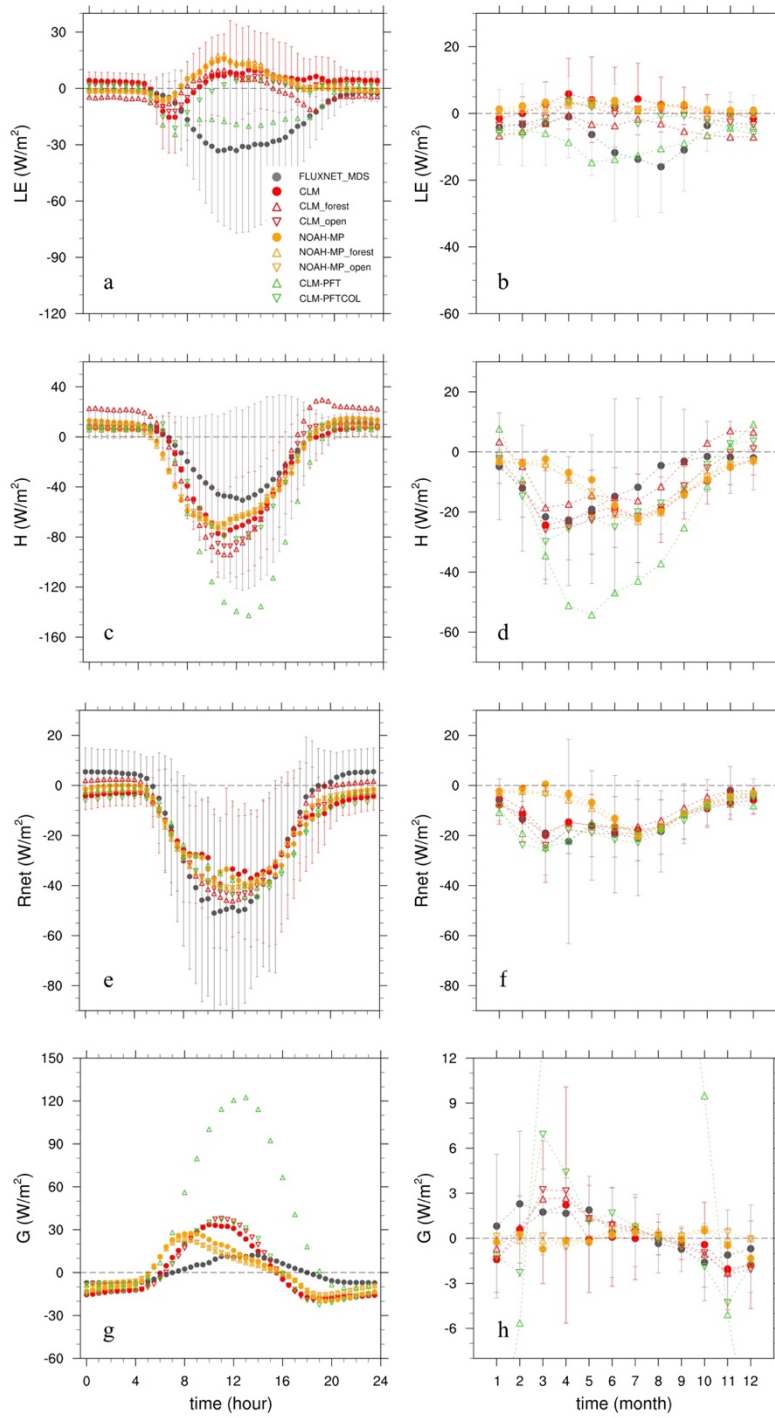 30
0
-30
-60
-90
-120
LE (W/m²)
FLUXNET_MDS
CLM
CLM_forest
CLM_open
NOAH-MP
NOAH-MP_forest
NOAH-MP_open
CLM-PFT
CLM-PFTCOL
a
20
0
-20
-40
-60
LE (W/m²)
b
40
0
-40
-80
-120
-160
H (W/m²)
c
20
0
-20
-40
-60
H (W/m²)
d
20
0
-20
-40
-60
-80
Rnet (W/m²)
e
20
0
-20
-40
-60
-80
Rnet (W/m²)
f
150
120
90
60
30
0
-30
-60
G (W/m²)
g
0 4 8 12 16 20 24
time (hour)
12
9
6
3
0
-3
-6
G (W/m²)
h
1 2 3 4 5 6 7 8 9 10 11 12
time (month)